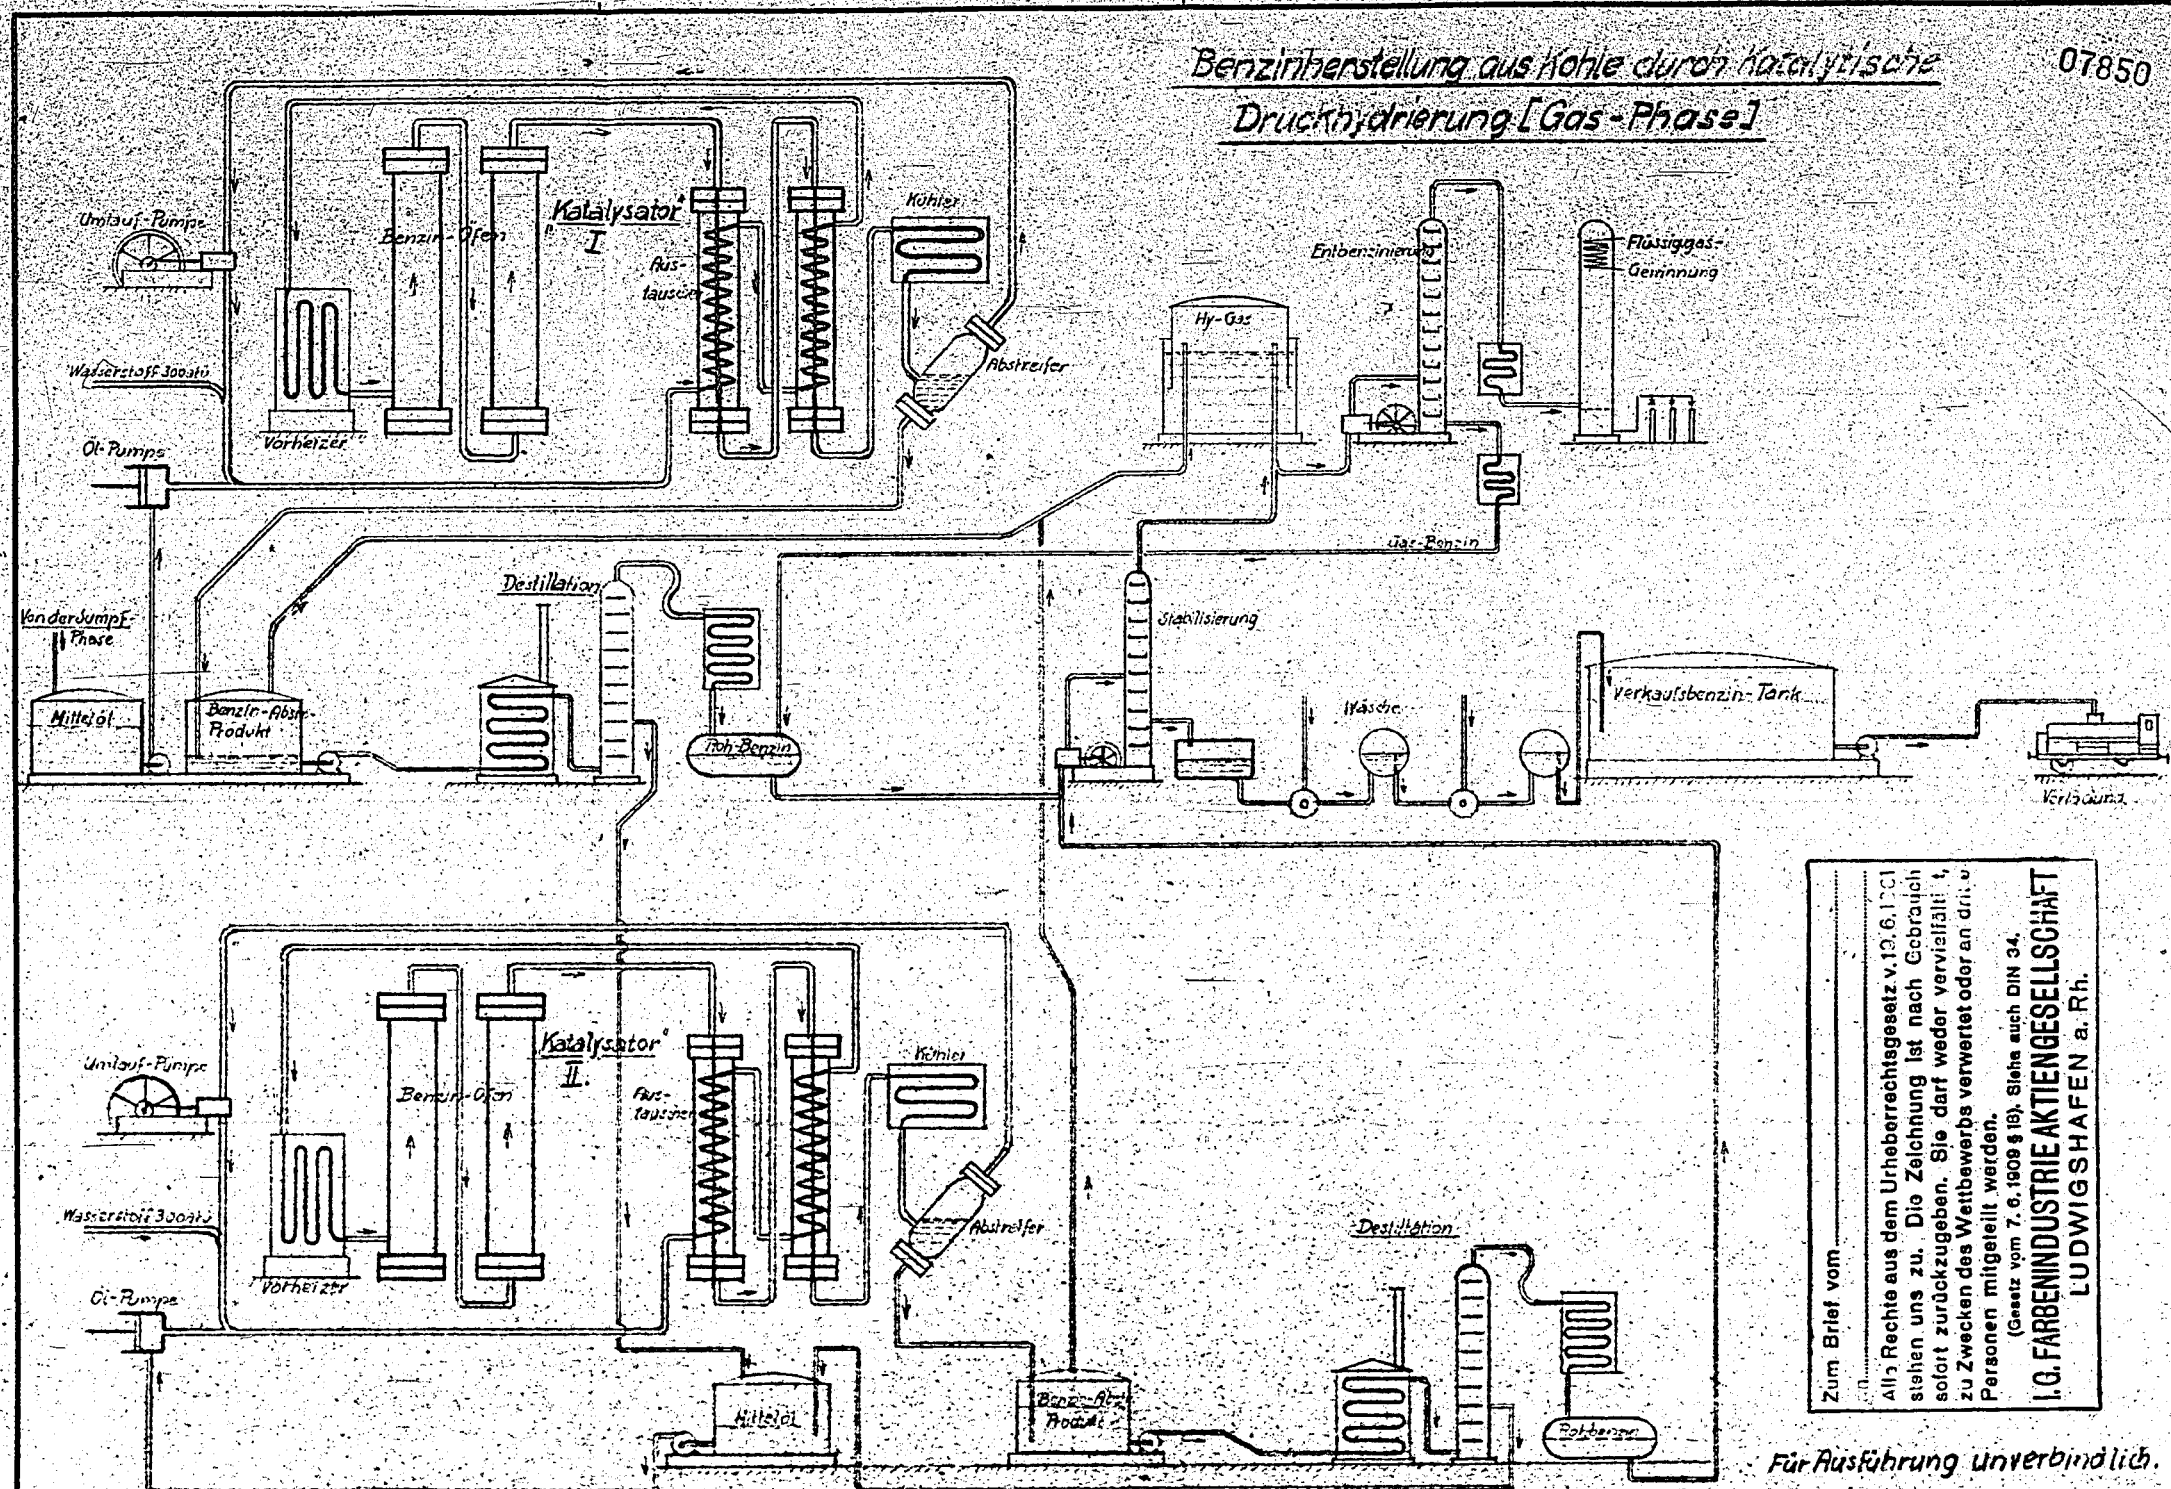 Benzinherstellung aus Kohle durch Katalytische
07850
Druckhydrierung [Gas-Phase]
Umlauf-Pumpe
Benzin-Öfen
"Katalysator"
I
Aus-
tauscher
Kühler
Entbenzinierung
Flüssiggas-
Gewinnung
Hy-Gas
Wasserstoff 300atü
Abstreifer
"Vorheizer"
Öl-Pumpe
Gas-Benzin
Destillation
Von der Sumpf-
Phase
Stabilisierung
Mittelöl
Benzin-Abstr.-
Produkt
Roh-Benzin
Wäsche
Verkaufsbenzin-Tank
Verladung
Umlauf-Pumpe
Benzin-Öfen
"Katalysator"
II.
Aus-
tauscher
Kühler
Wasserstoff 300atü
Abstreifer
"Vorheizer
Öl-Pumpe
Destillation
Mittelöl
Benzin-Abstr.
Produkt
Rohbenzin
Zum Brief vom
Alle Rechte aus dem Urheberrechtsgesetz v. 19.6.1901
stehen uns zu. Die Zeichnung ist nach Gebrauch
sofort zurückzugeben. Sie darf weder vervielfältigt,
zu Zwecken des Wettbewerbs verwertet oder an dritte
Personen mitgeteilt werden.
(Gesetz vom 7.6.1909 § 18), Siehe auch DIN 34.
I.G. FARBENINDUSTRIE AKTIENGESELLSCHAFT
LUDWIGSHAFEN a. Rh.
Für Ausführung unverbindlich.